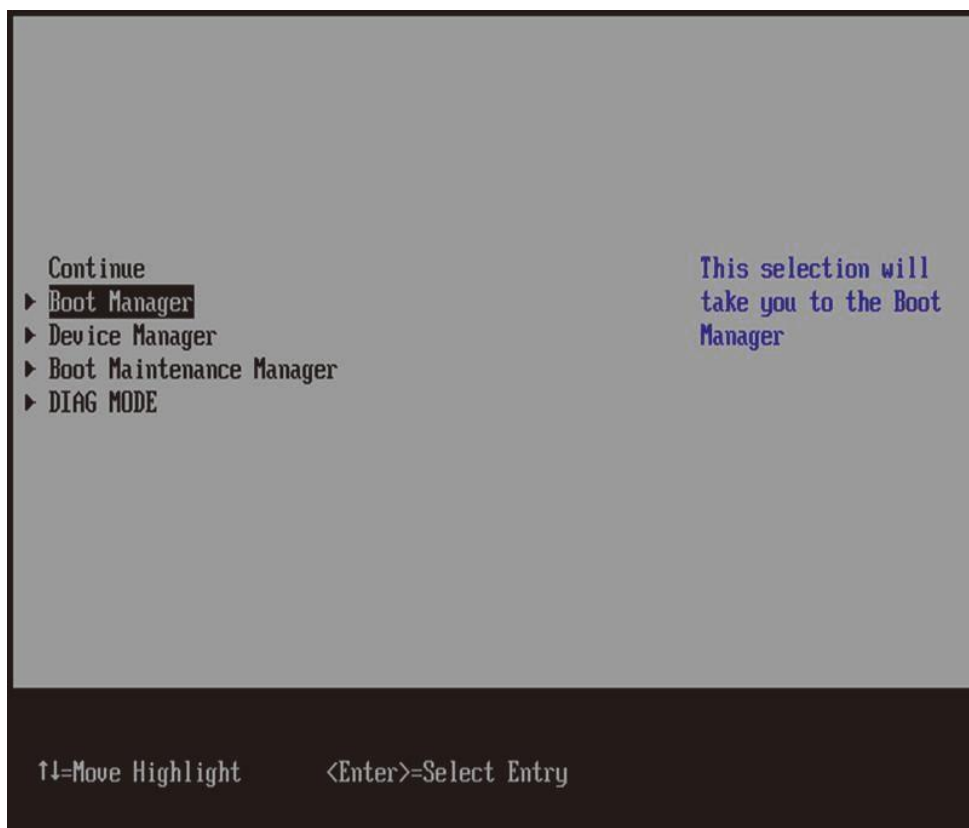 Continue
▶ Boot Manager
▶ Device Manager
▶ Boot Maintenance Manager
▶ DIAG MODE
This selection will
take you to the Boot
Manager
↑↓=Move Highlight <Enter>=Select Entry